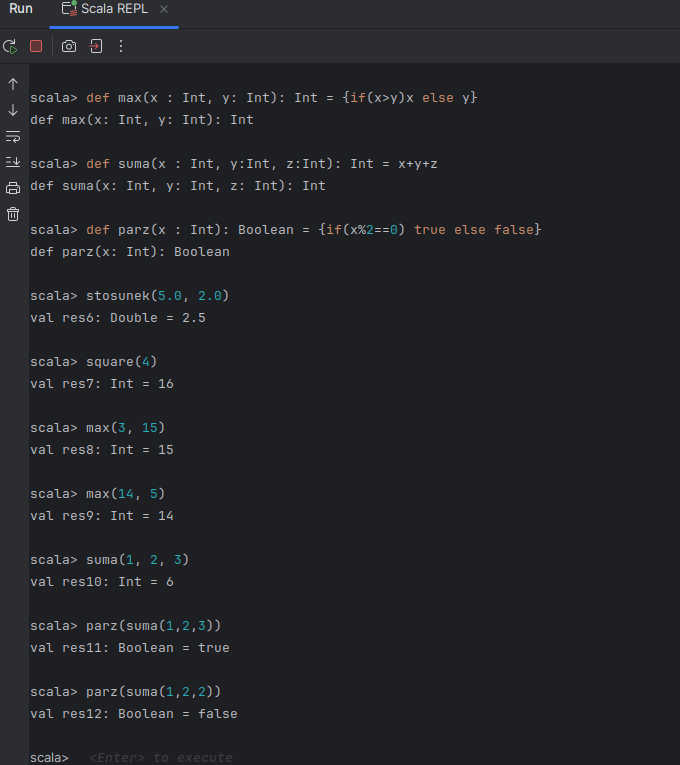 Run
Scala REPL
scala> def max(x : Int, y: Int): Int = {if(x>y)x else y}
def max(x: Int, y: Int): Int
scala> def suma(x : Int, y:Int, z:Int): Int = x+y+z
def suma(x: Int, y: Int, z: Int): Int
scala> def parz(x : Int): Boolean = {if(x%2==0) true else false}
def parz(x: Int): Boolean
scala> stosunek(5.0, 2.0)
val res6: Double = 2.5
scala> square(4)
val res7: Int = 16
scala> max(3, 15)
val res8: Int = 15
scala> max(14, 5)
val res9: Int = 14
scala> suma(1, 2, 3)
val res10: Int = 6
scala> parz(suma(1,2,3))
val res11: Boolean = true
scala> parz(suma(1,2,2))
val res12: Boolean = false
scala> <Enter> to execute